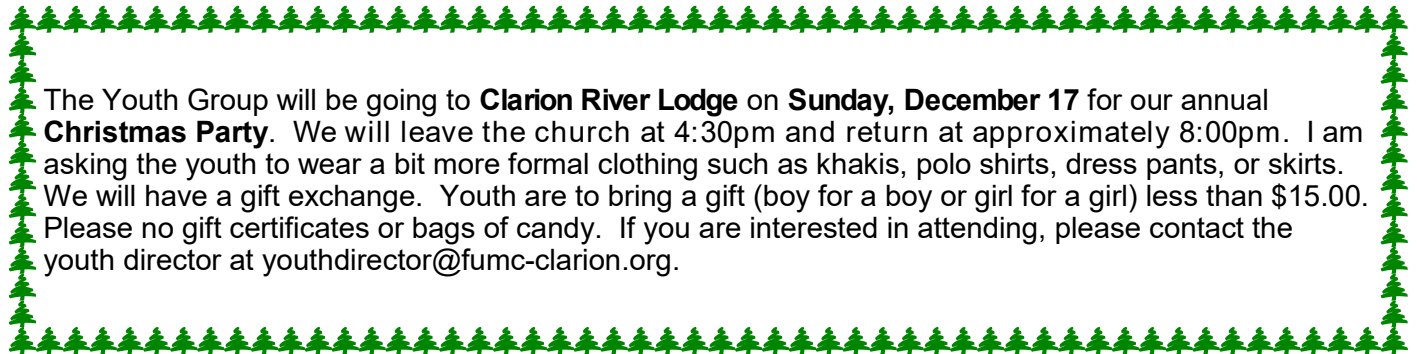 The Youth Group will be going to Clarion River Lodge on Sunday, December 17 for our annual
Christmas Party.  We will leave the church at 4:30pm and return at approximately 8:00pm.  I am
asking the youth to wear a bit more formal clothing such as khakis, polo shirts, dress pants, or skirts.
We will have a gift exchange.  Youth are to bring a gift (boy for a boy or girl for a girl) less than $15.00.
Please no gift certificates or bags of candy.  If you are interested in attending, please contact the
youth director at youthdirector@fumc-clarion.org.